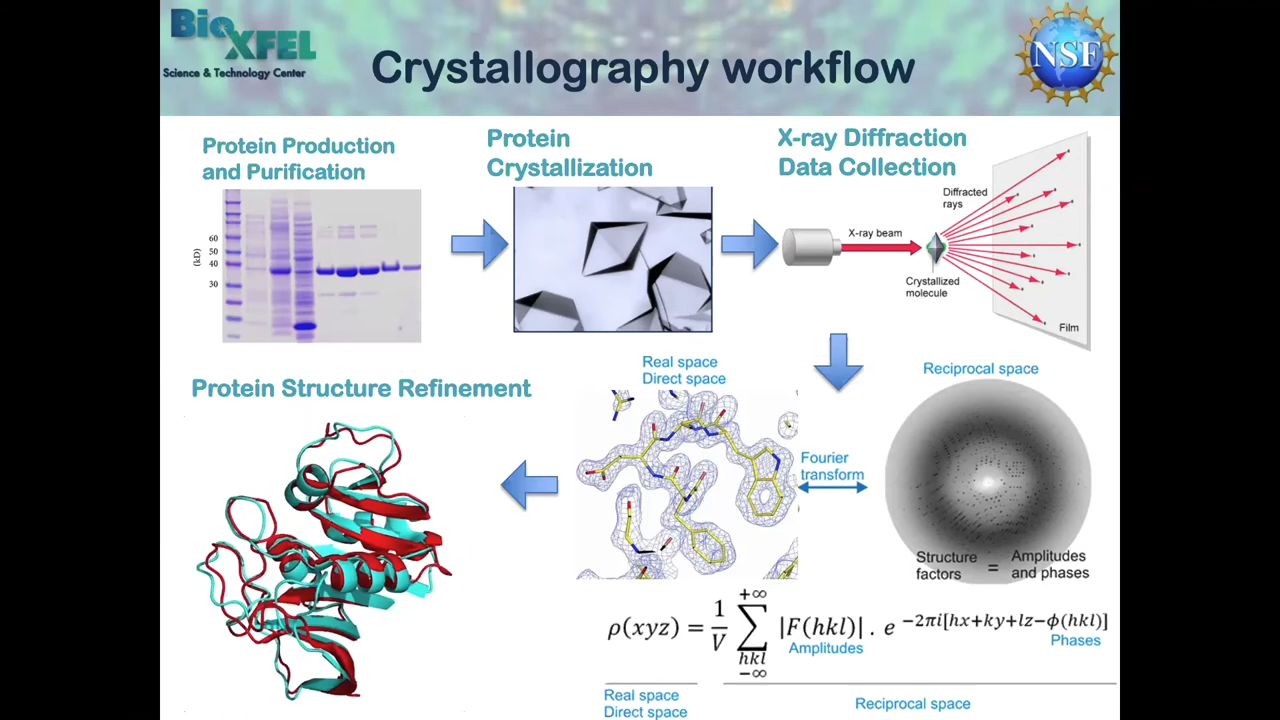 Bio
XFEL
Science & Technology Center
Crystallography workflow
NSF
Protein Production
and Purification
Protein
Crystallization
X-ray Diffraction
Data Collection
(kD)
60
50
40
30
Diffracted
rays
X-ray beam
Crystallized
molecule
Film
Protein Structure Refinement
Real space
Direct space
Fourier
transform
Reciprocal space
Structure
factors
=
Amplitudes
and phases
ρ(xyz) = 1/V ∑ hkl −∞ +∞ |F(hkl)| . e −2πi[hx+ky+lz−ϕ(hkl)]
Amplitudes
Phases
Real space
Direct space
Reciprocal space